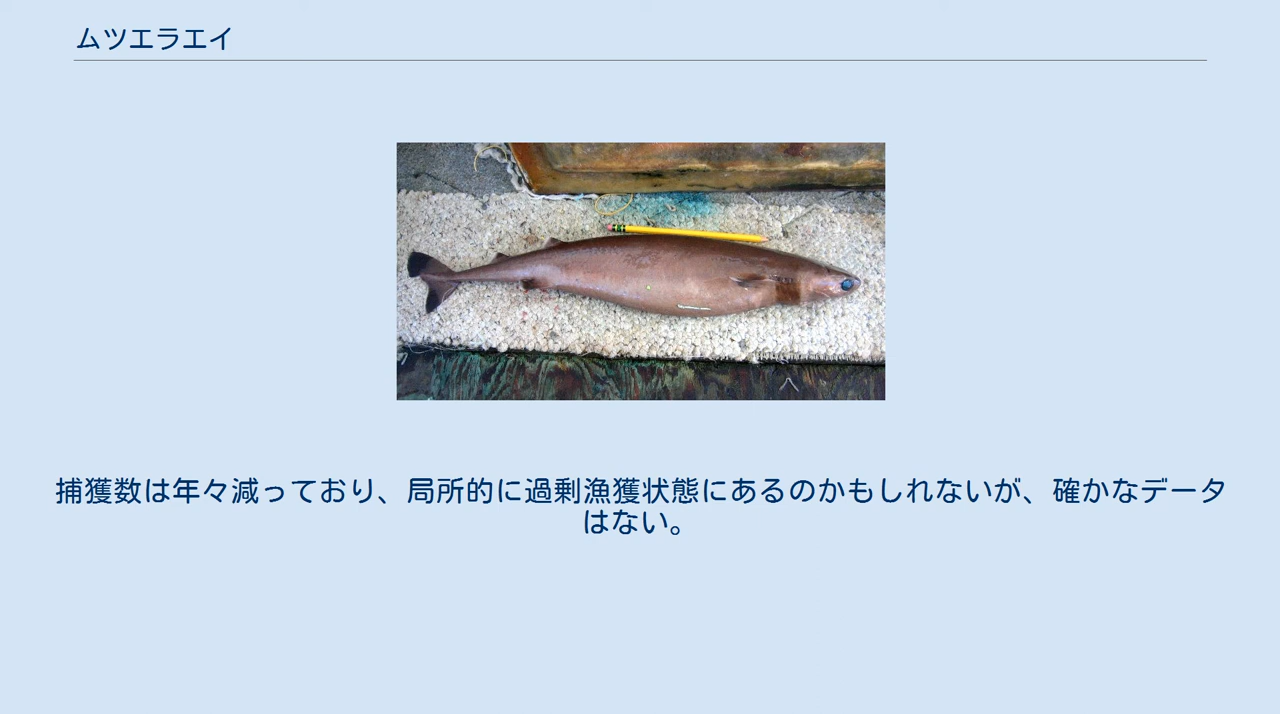 ムツエラエイ
捕獲数は年々減っており、局所的に過剰漁獲状態にあるのかもしれないが、確かなデータ
はない。